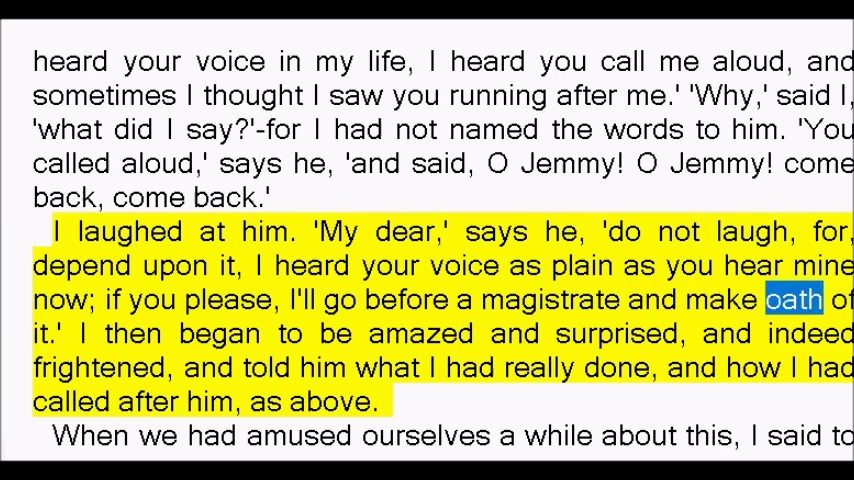 heard your voice in my life, I heard you call me aloud, and
sometimes I thought I saw you running after me.' 'Why,' said I,
'what did I say?'-for I had not named the words to him. 'You
called aloud,' says he, 'and said, O Jemmy! O Jemmy! come
back, come back.'
I laughed at him. 'My dear,' says he, 'do not laugh, for,
depend upon it, I heard your voice as plain as you hear mine
now; if you please, I'll go before a magistrate and make oath of
it.' I then began to be amazed and surprised, and indeed
frightened, and told him what I had really done, and how I had
called after him, as above.
When we had amused ourselves a while about this, I said to